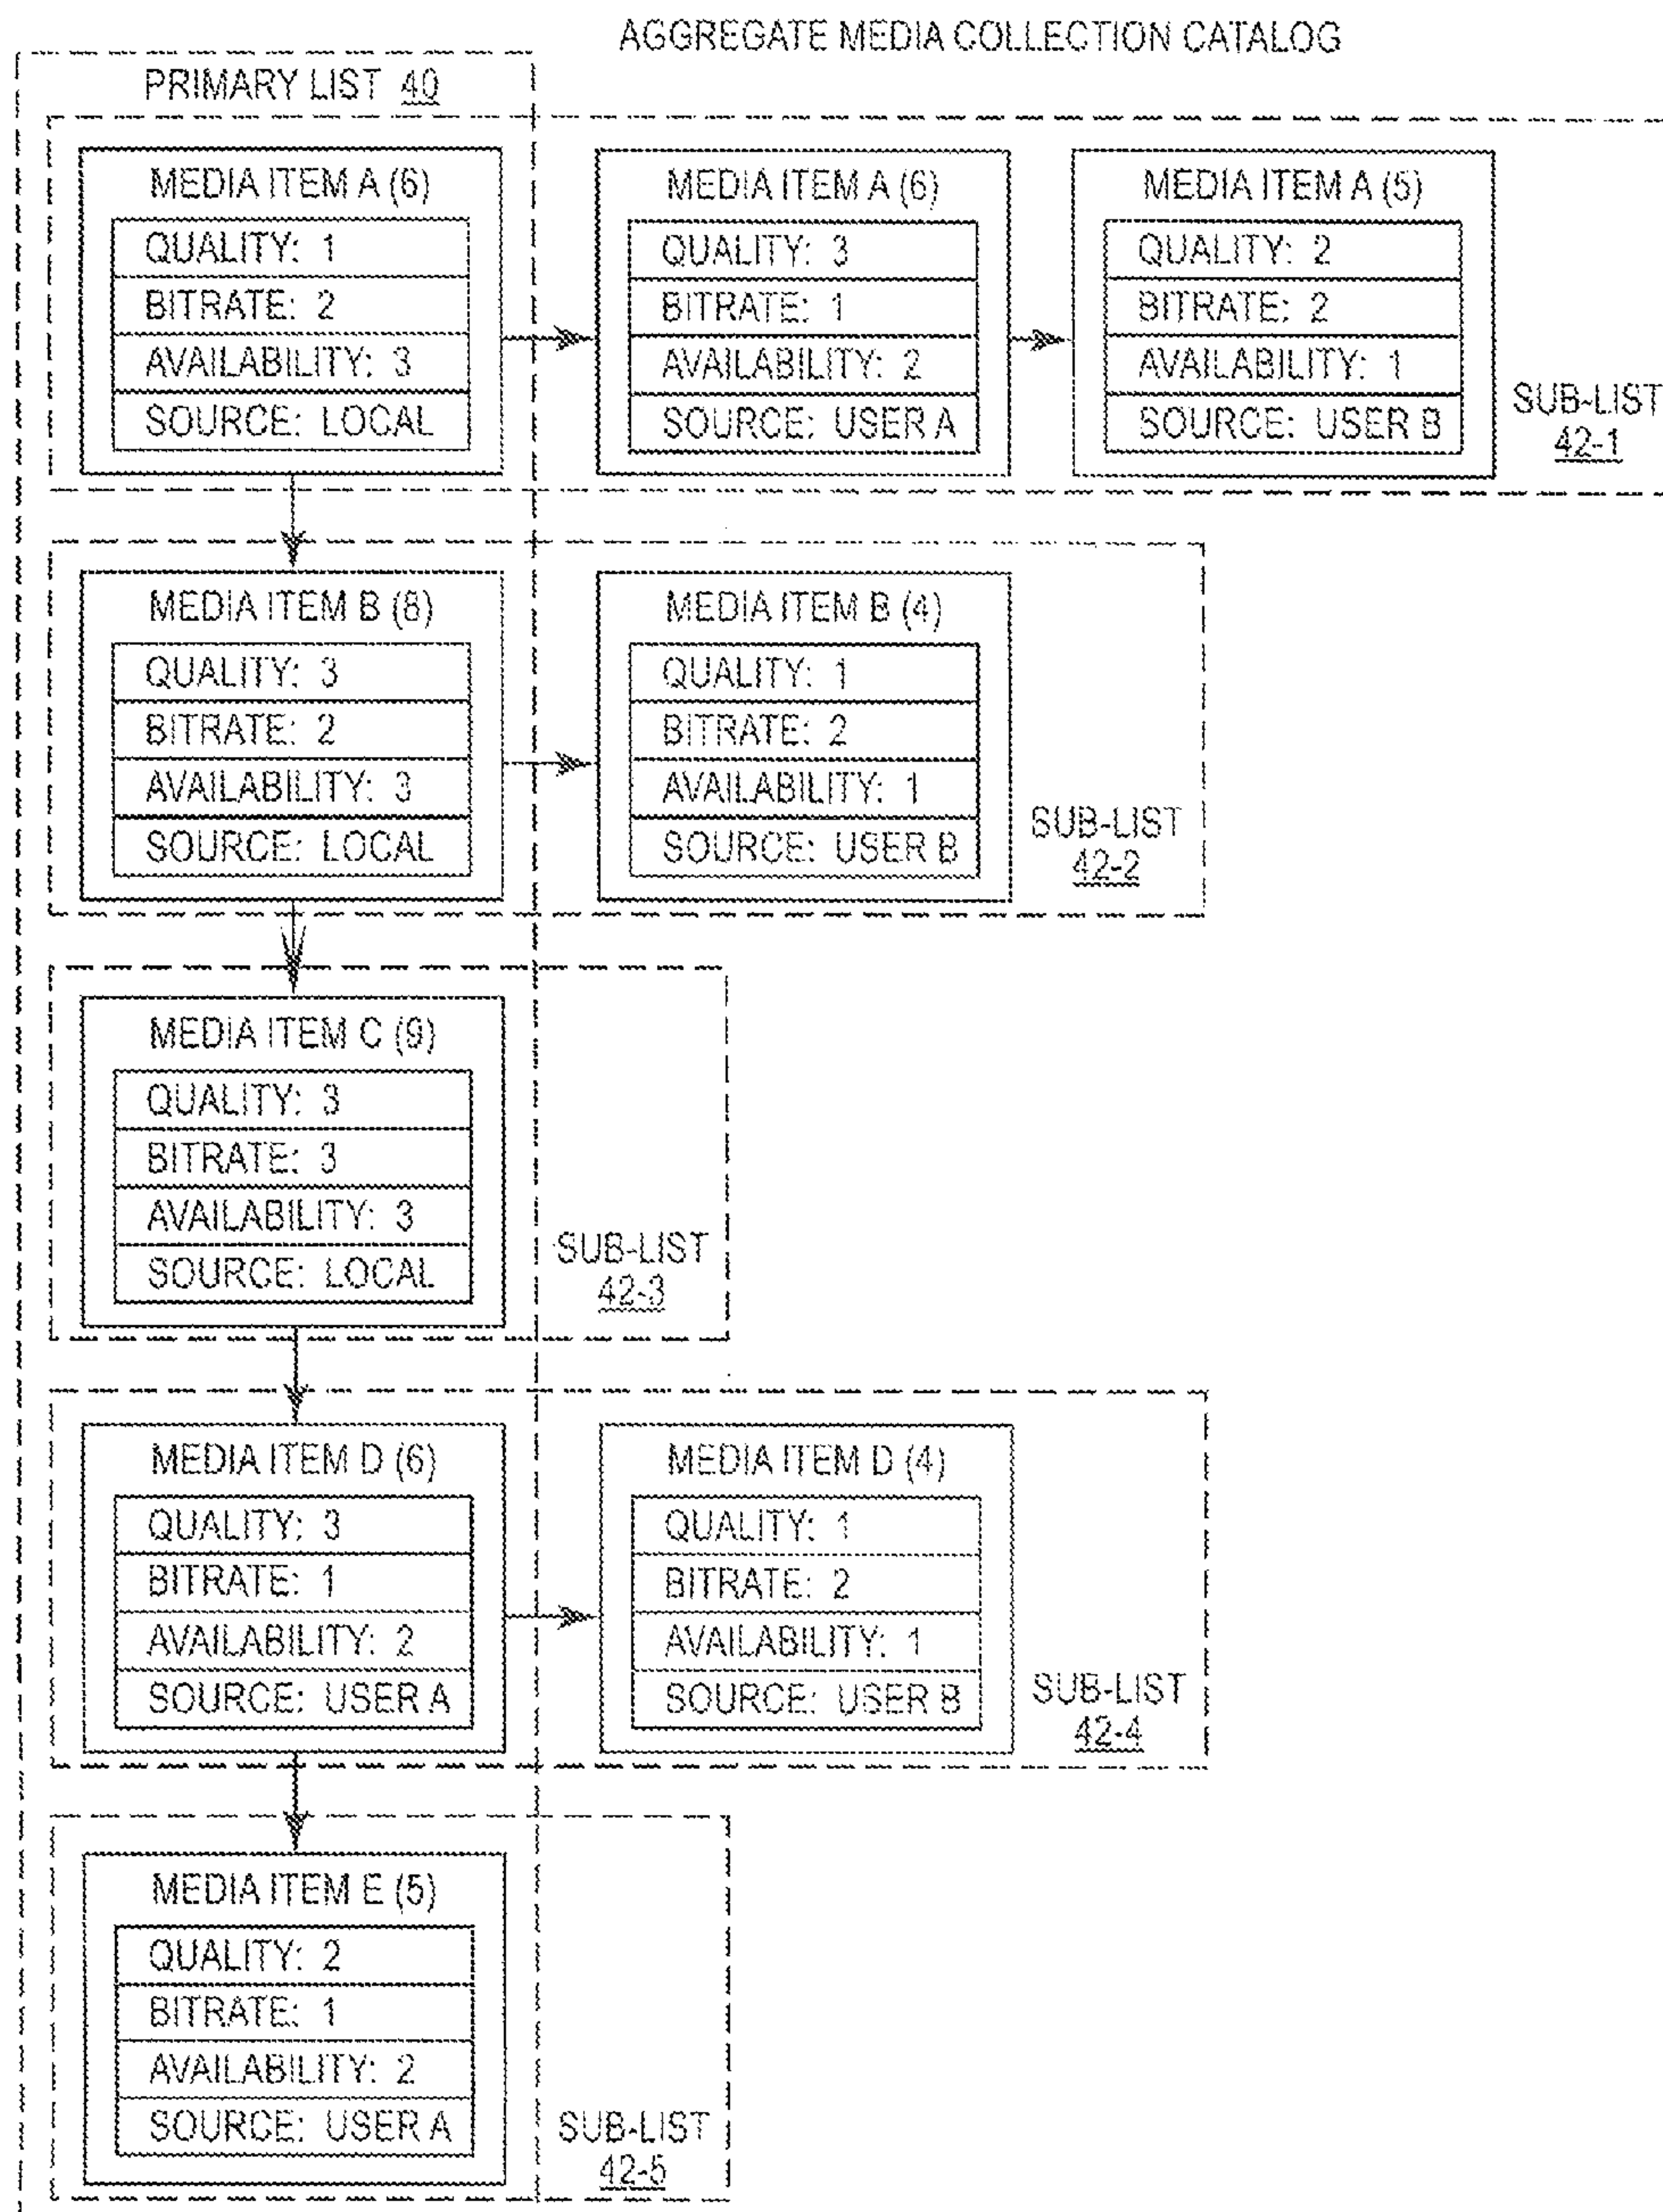 AGGREGATE MEDIA COLLECTION CATALOG
PRIMARY LIST 40
MEDIA ITEM A (6)
QUALITY: 1
BITRATE: 2
AVAILABILITY: 3
SOURCE: LOCAL
MEDIA ITEM A (6)
QUALITY: 3
BITRATE: 1
AVAILABILITY: 2
SOURCE: USER A
MEDIA ITEM A (5)
QUALITY: 2
BITRATE: 2
AVAILABILITY: 1
SOURCE: USER B
SUB-LIST
42-1
MEDIA ITEM B (8)
QUALITY: 3
BITRATE: 2
AVAILABILITY: 3
SOURCE: LOCAL
MEDIA ITEM B (4)
QUALITY: 1
BITRATE: 2
AVAILABILITY: 1
SOURCE: USER B
SUB-LIST
42-2
MEDIA ITEM C (9)
QUALITY: 3
BITRATE: 3
AVAILABILITY: 3
SOURCE: LOCAL
SUB-LIST
42-3
MEDIA ITEM D (6)
QUALITY: 3
BITRATE: 1
AVAILABILITY: 2
SOURCE: USER A
MEDIA ITEM D (4)
QUALITY: 1
BITRATE: 2
AVAILABILITY: 1
SOURCE: USER B
SUB-LIST
42-4
MEDIA ITEM E (5)
QUALITY: 2
BITRATE: 1
AVAILABILITY: 2
SOURCE: USER A
SUB-LIST
42-5